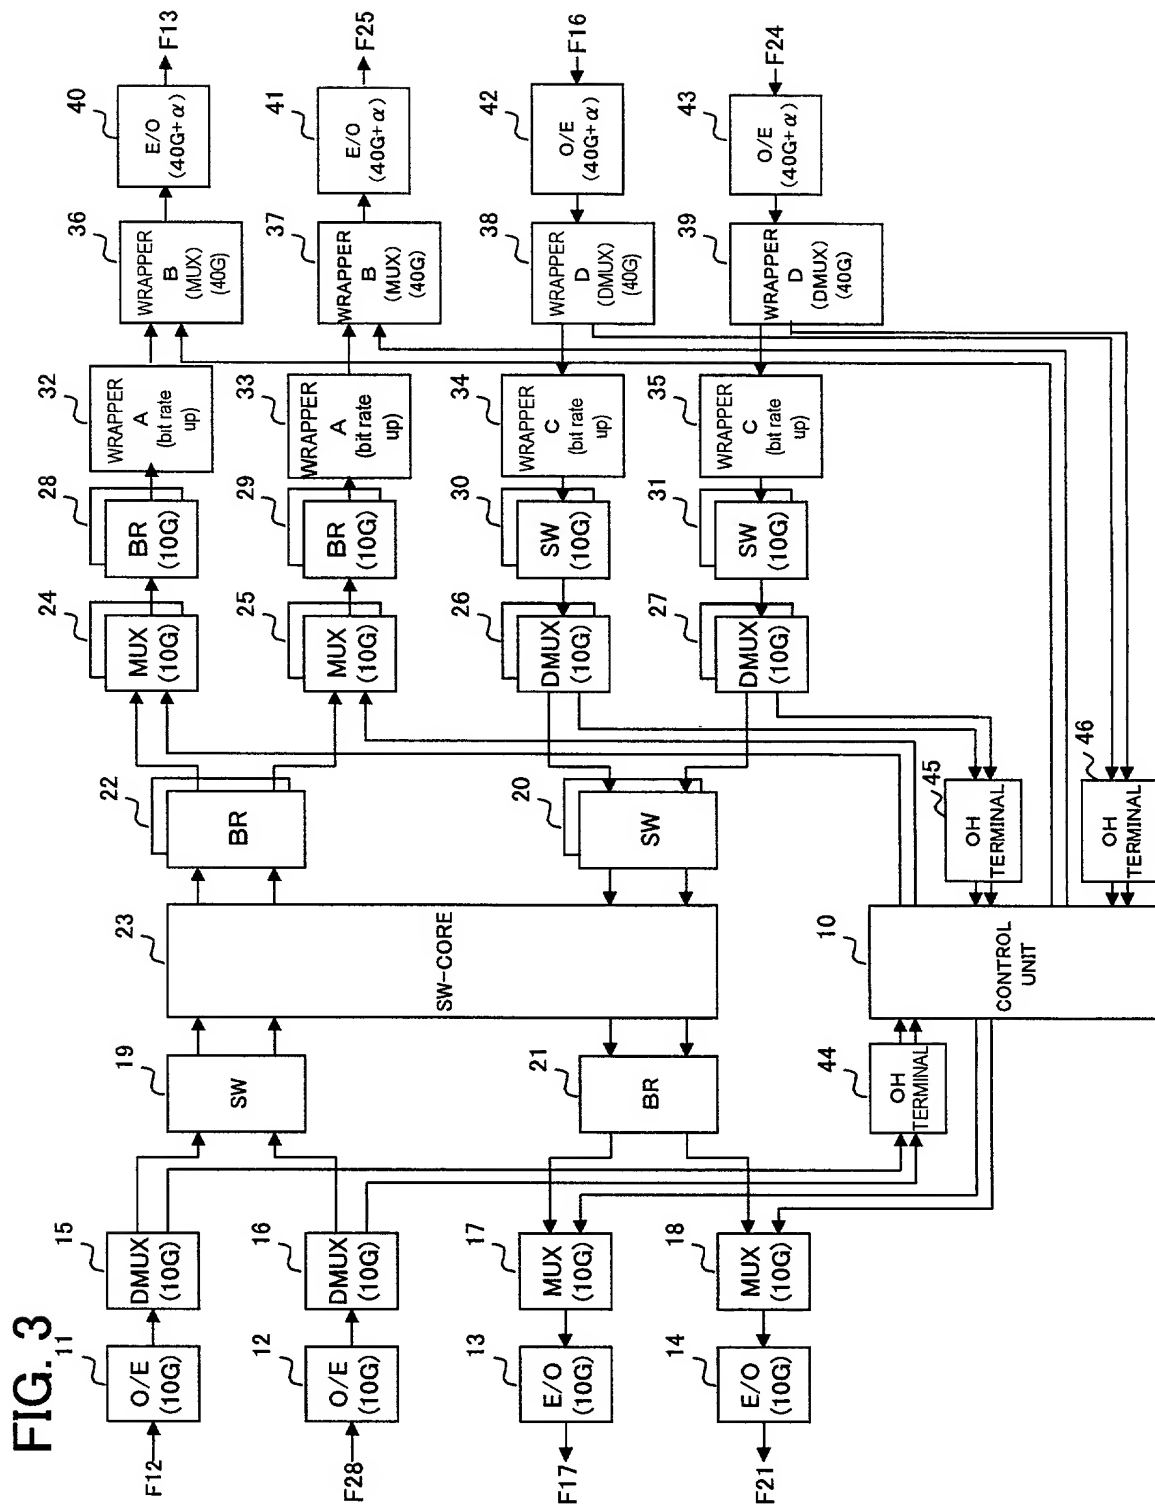 FIG. 3
F12
11
O/E
(10G)
15
DMUX
(10G)
19
SW
23
SW-CORE
22
BR
24
MUX
(10G)
28
BR
(10G)
32
WRAPPER
A
(bit rate
up)
36
WRAPPER
B
(MUX)
(40G)
40
E/O
(40G+α)
F13
F28
12
O/E
(10G)
16
DMUX
(10G)
25
MUX
(10G)
29
BR
(10G)
33
WRAPPER
A
(bit rate
up)
37
WRAPPER
B
(MUX)
(40G)
41
E/O
(40G+α)
F25
F17
13
E/O
(10G)
17
MUX
(10G)
21
BR
20
SW
26
DMUX
(10G)
30
SW
(10G)
34
WRAPPER
C
(bit rate
up)
38
WRAPPER
D
(DMUX)
(40G)
42
O/E
(40G+α)
F16
F21
14
E/O
(10G)
18
MUX
(10G)
27
DMUX
(10G)
31
SW
(10G)
35
WRAPPER
C
(bit rate
up)
39
WRAPPER
D
(DMUX)
(40G)
43
O/E
(40G+α)
F24
44
OH
TERMINAL
10
CONTROL
UNIT
45
OH
TERMINAL
46
OH
TERMINAL